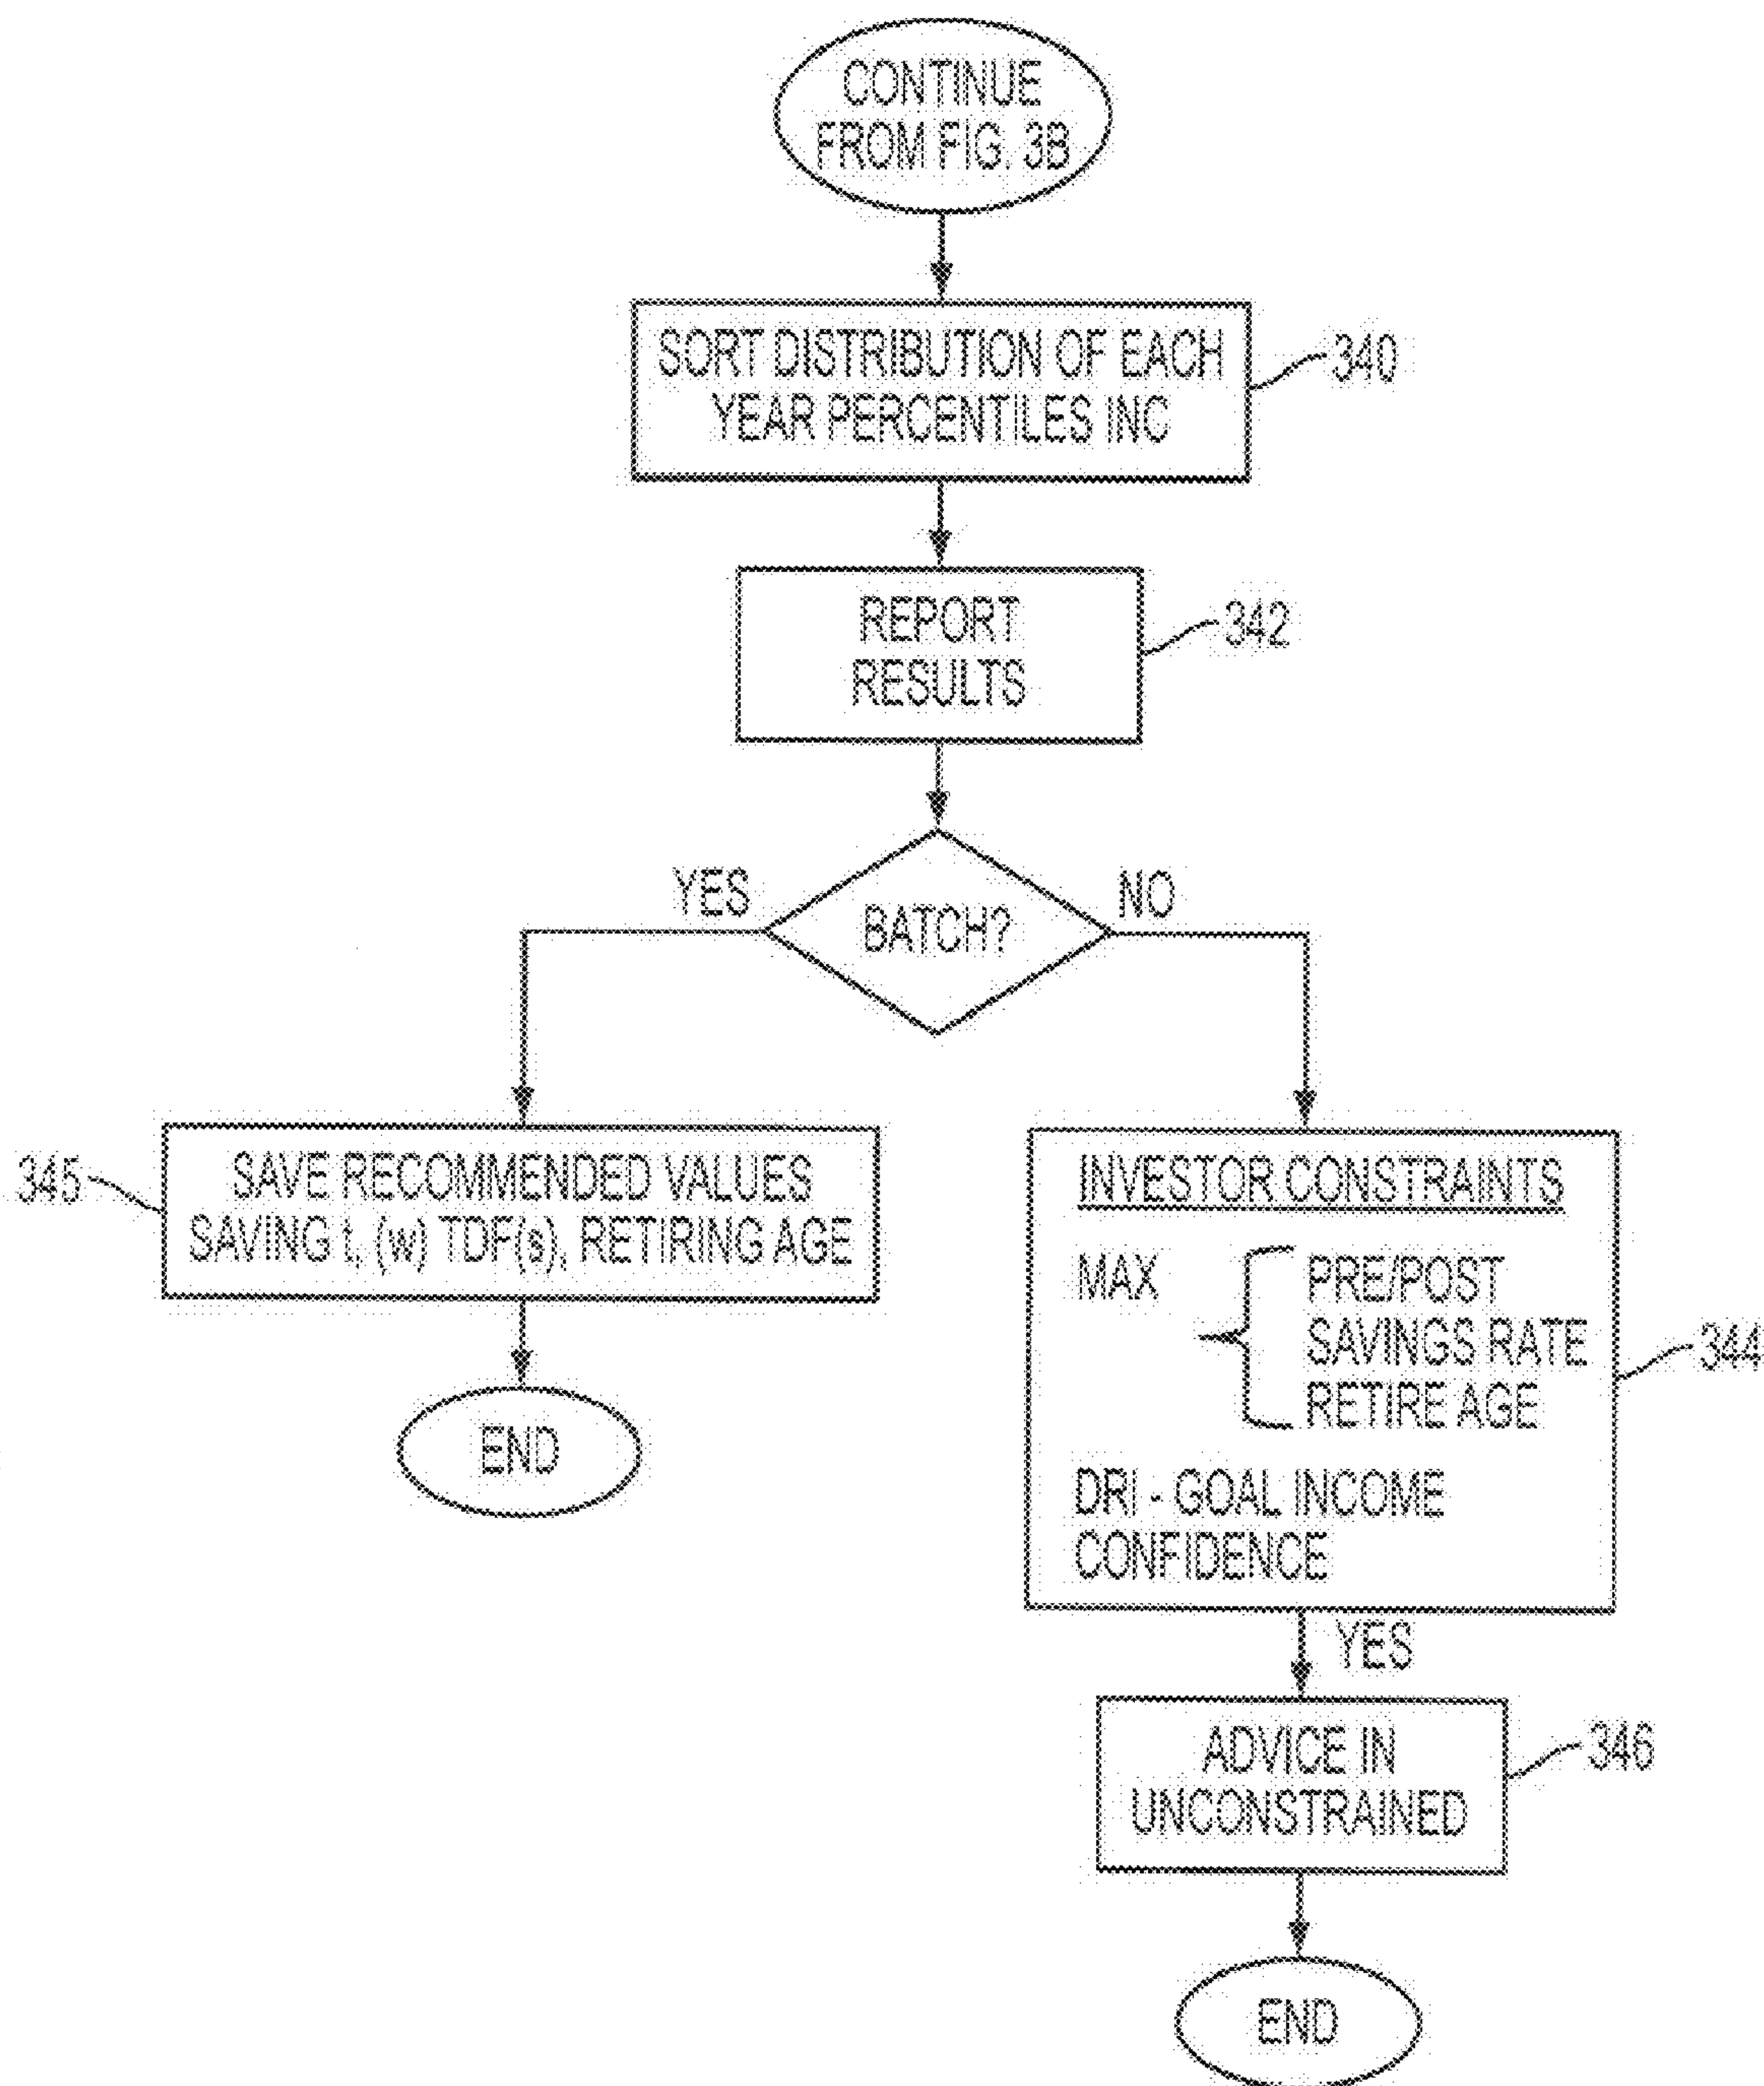 CONTINUE
FROM FIG. 3B
SORT DISTRIBUTION OF EACH
YEAR PERCENTILES INC
340
REPORT
RESULTS
342
YES
BATCH?
NO
345
SAVE RECOMMENDED VALUES
SAVING t, (w) TDF(s), RETIRING AGE
END
INVESTOR CONSTRAINTS
MAX
PRE/POST
SAVINGS RATE
RETIRE AGE
DRI - GOAL INCOME
CONFIDENCE
344
YES
ADVICE IN
UNCONSTRAINED
346
END